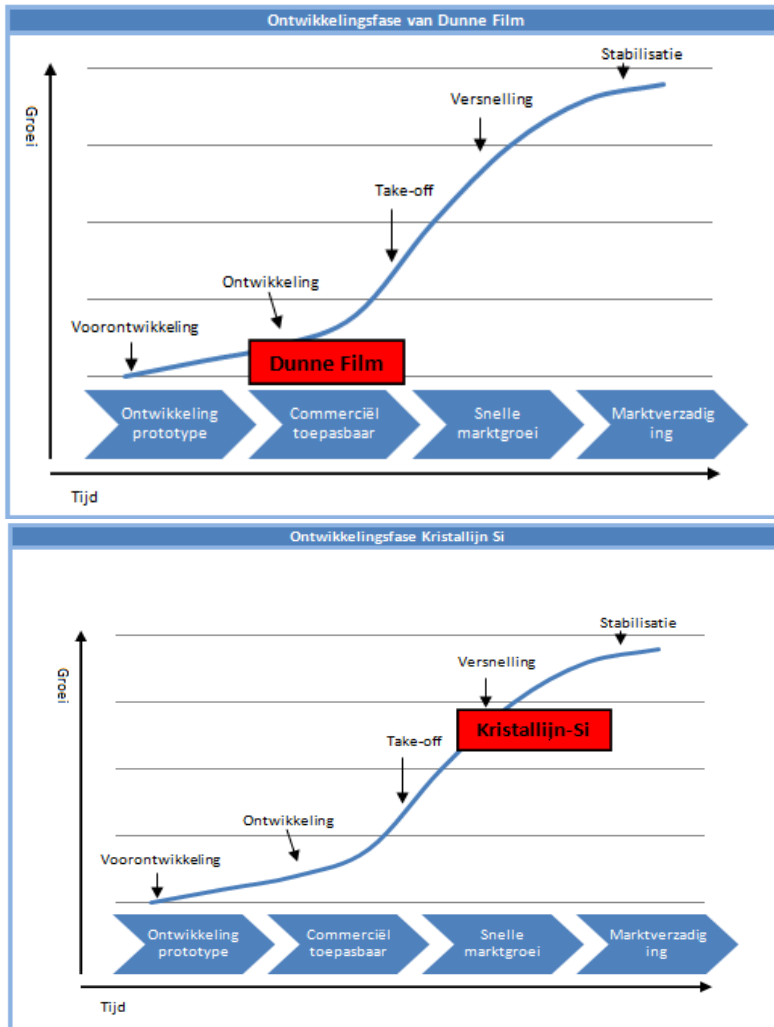 Ontwikkelingsfase van Dunne Film
Stabilisatie
Versnelling
Groei
Take-off
Ontwikkeling
Voorontwikkeling
Dunne Film
Ontwikkeling
prototype
Commerciël
toepasbaar
Snelle
marktgroei
Marktverzadig
ing
Tijd
Ontwikkelingsfase Kristallijn Si
Stabilisatie
Versnelling
Groei
Kristallijn-Si
Take-off
Ontwikkeling
Voorontwikkeling
Ontwikkeling
prototype
Commerciël
toepasbaar
Snelle
marktgroei
Marktverzadig
ing
Tijd